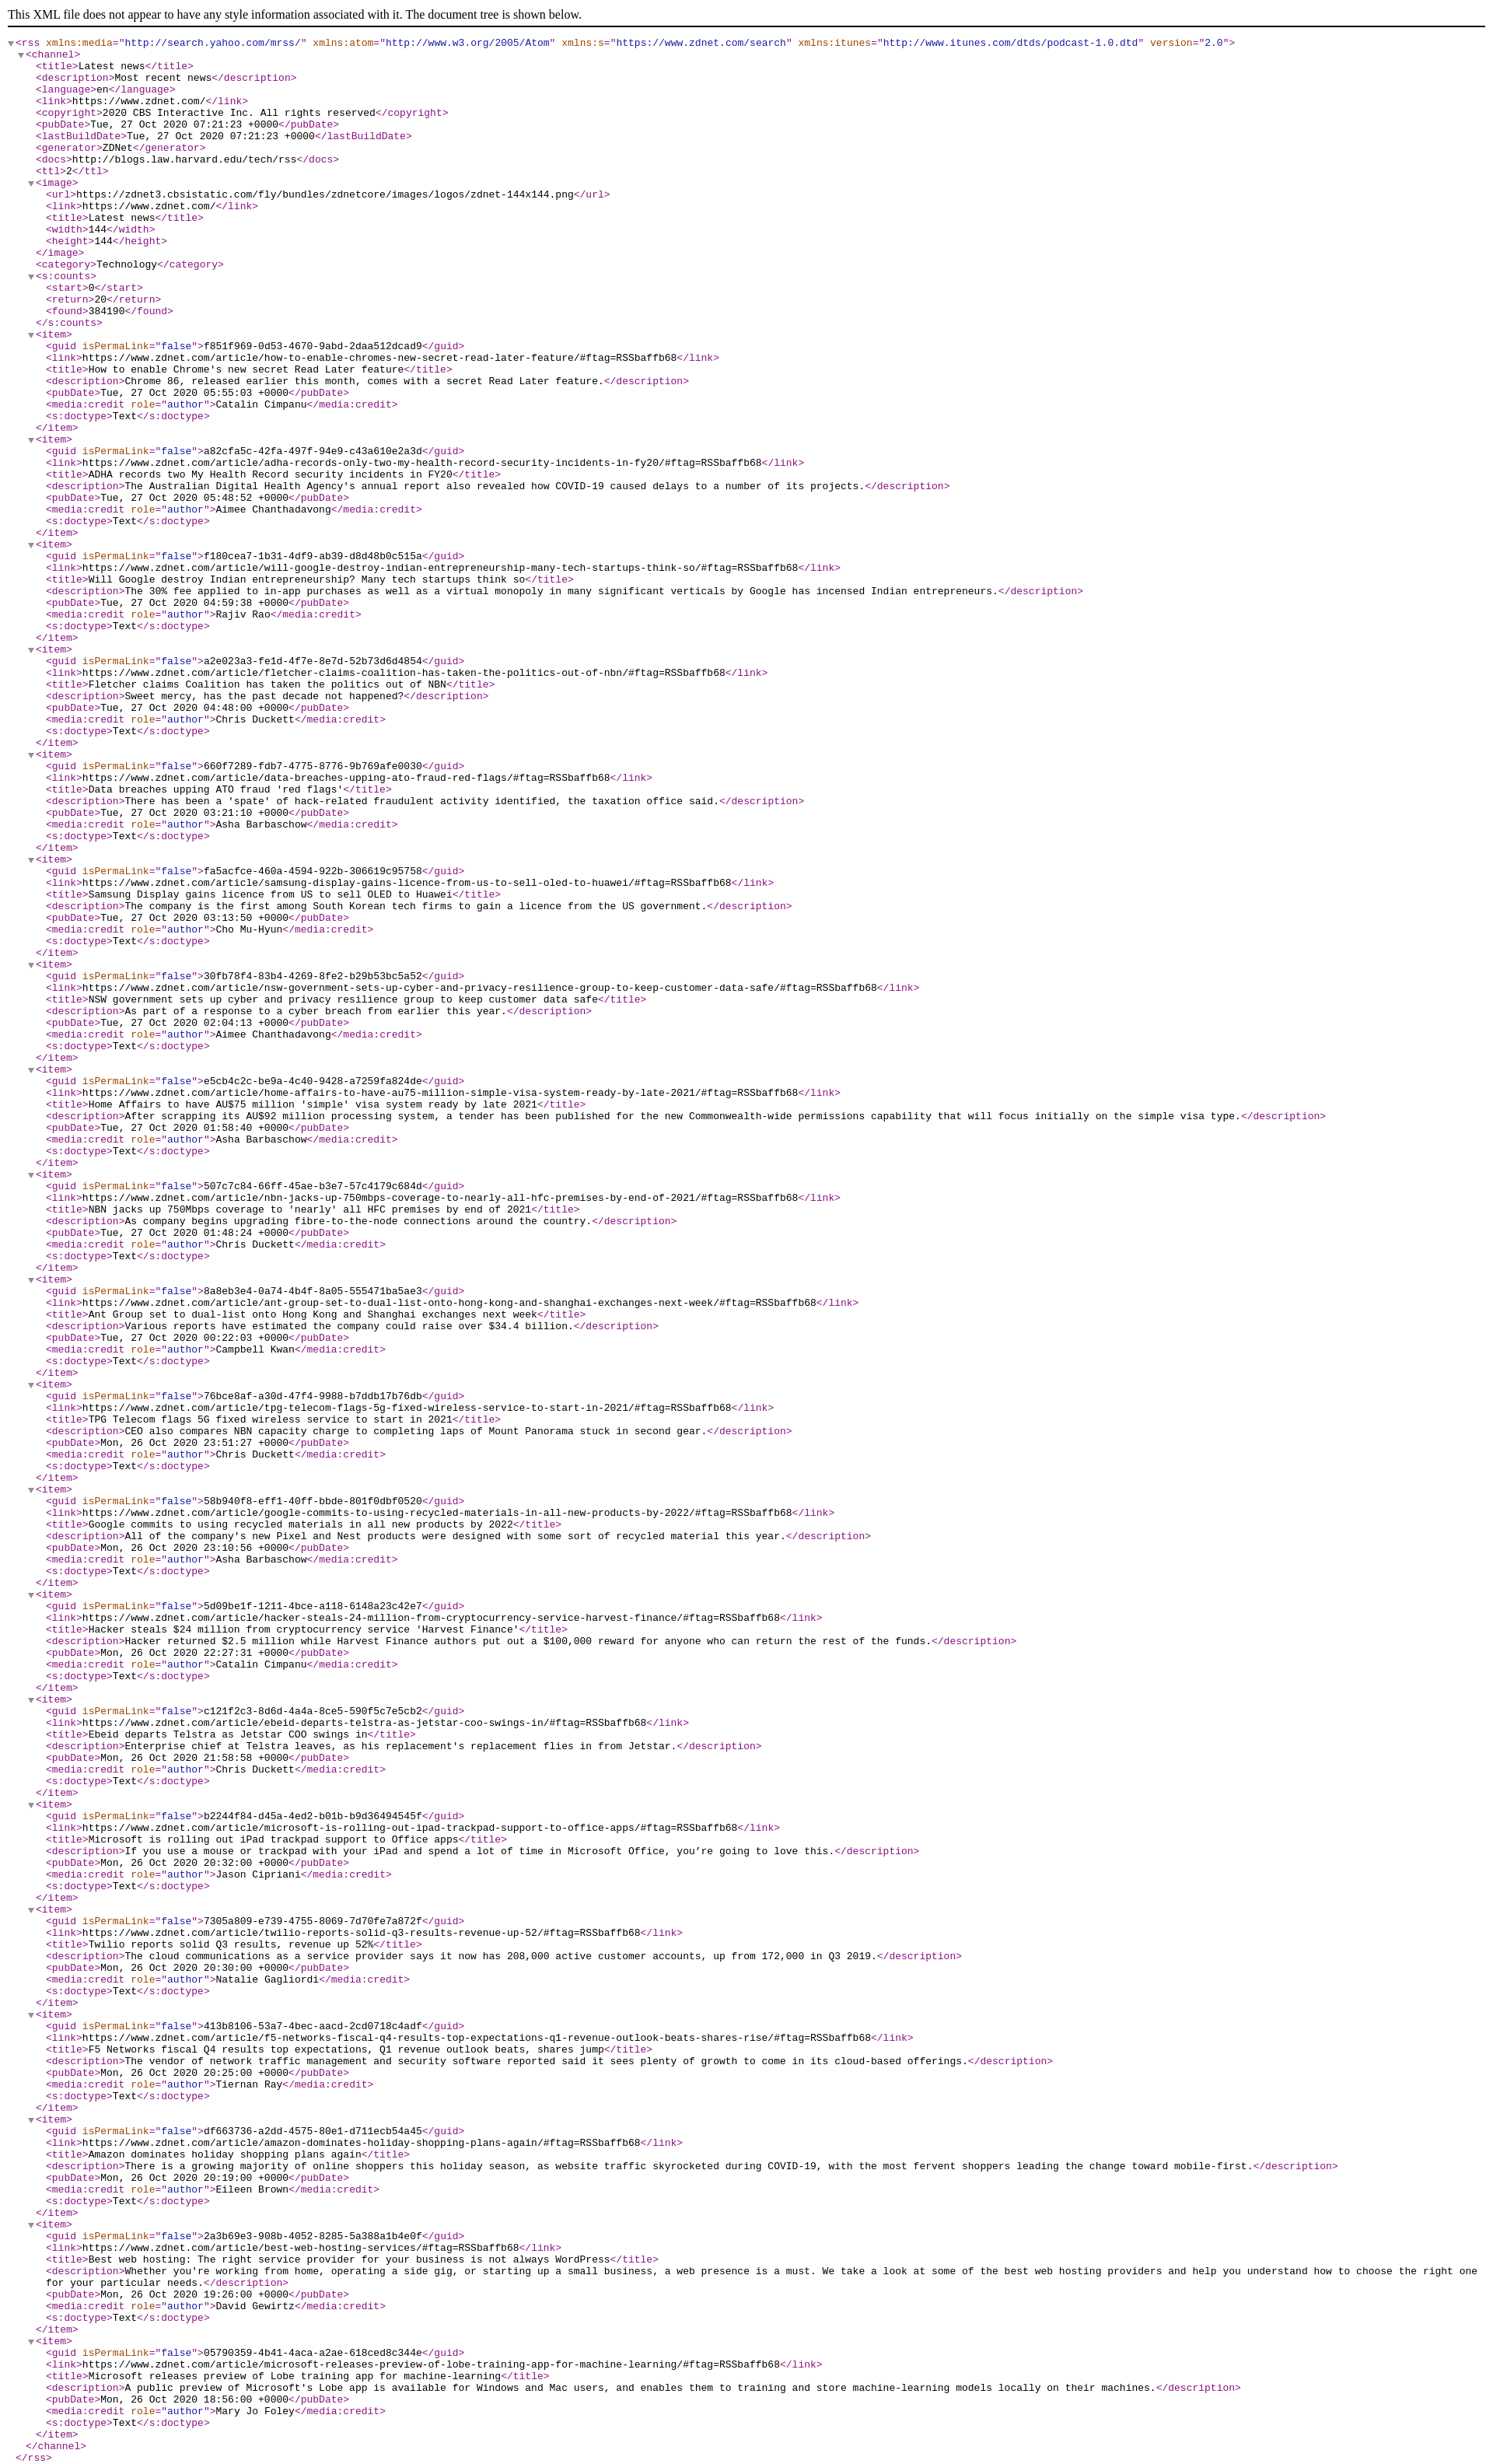 This XML file does not appear to have any style information associated with it. The document tree is shown below.
<rss xmlns:media="http://search.yahoo.com/mrss/" xmlns:atom="http://www.w3.org/2005/Atom" xmlns:s="https://www.zdnet.com/search" xmlns:itunes="http://www.itunes.com/dtds/podcast-1.0.dtd" version="2.0">
<channel>
<title>Latest news</title>
<description>Most recent news</description>
<language>en</language>
<link>https://www.zdnet.com/</link>
<copyright>2020 CBS Interactive Inc. All rights reserved</copyright>
<pubDate>Tue, 27 Oct 2020 07:21:23 +0000</pubDate>
<lastBuildDate>Tue, 27 Oct 2020 07:21:23 +0000</lastBuildDate>
<generator>ZDNet</generator>
<docs>http://blogs.law.harvard.edu/tech/rss</docs>
<ttl>2</ttl>
<image>
<url>https://zdnet3.cbsistatic.com/fly/bundles/zdnetcore/images/logos/zdnet-144x144.png</url>
<link>https://www.zdnet.com/</link>
<title>Latest news</title>
<width>144</width>
<height>144</height>
</image>
<category>Technology</category>
<s:counts>
<start>0</start>
<return>20</return>
<found>384190</found>
</s:counts>
<item>
<guid isPermaLink="false">f851f969-0d53-4670-9abd-2daa512dcad9</guid>
<link>https://www.zdnet.com/article/how-to-enable-chromes-new-secret-read-later-feature/#ftag=RSSbaffb68</link>
<title>How to enable Chrome's new secret Read Later feature</title>
<description>Chrome 86, released earlier this month, comes with a secret Read Later feature.</description>
<pubDate>Tue, 27 Oct 2020 05:55:03 +0000</pubDate>
<media:credit role="author">Catalin Cimpanu</media:credit>
<s:doctype>Text</s:doctype>
</item>
<item>
<guid isPermaLink="false">a82cfa5c-42fa-497f-94e9-c43a610e2a3d</guid>
<link>https://www.zdnet.com/article/adha-records-only-two-my-health-record-security-incidents-in-fy20/#ftag=RSSbaffb68</link>
<title>ADHA records two My Health Record security incidents in FY20</title>
<description>The Australian Digital Health Agency's annual report also revealed how COVID-19 caused delays to a number of its projects.</description>
<pubDate>Tue, 27 Oct 2020 05:48:52 +0000</pubDate>
<media:credit role="author">Aimee Chanthadavong</media:credit>
<s:doctype>Text</s:doctype>
</item>
<item>
<guid isPermaLink="false">f180cea7-1b31-4df9-ab39-d8d48b0c515a</guid>
<link>https://www.zdnet.com/article/will-google-destroy-indian-entrepreneurship-many-tech-startups-think-so/#ftag=RSSbaffb68</link>
<title>Will Google destroy Indian entrepreneurship? Many tech startups think so</title>
<description>The 30% fee applied to in-app purchases as well as a virtual monopoly in many significant verticals by Google has incensed Indian entrepreneurs.</description>
<pubDate>Tue, 27 Oct 2020 04:59:38 +0000</pubDate>
<media:credit role="author">Rajiv Rao</media:credit>
<s:doctype>Text</s:doctype>
</item>
<item>
<guid isPermaLink="false">a2e023a3-fe1d-4f7e-8e7d-52b73d6d4854</guid>
<link>https://www.zdnet.com/article/fletcher-claims-coalition-has-taken-the-politics-out-of-nbn/#ftag=RSSbaffb68</link>
<title>Fletcher claims Coalition has taken the politics out of NBN</title>
<description>Sweet mercy, has the past decade not happened?</description>
<pubDate>Tue, 27 Oct 2020 04:48:00 +0000</pubDate>
<media:credit role="author">Chris Duckett</media:credit>
<s:doctype>Text</s:doctype>
</item>
<item>
<guid isPermaLink="false">660f7289-fdb7-4775-8776-9b769afe0030</guid>
<link>https://www.zdnet.com/article/data-breaches-upping-ato-fraud-red-flags/#ftag=RSSbaffb68</link>
<title>Data breaches upping ATO fraud 'red flags'</title>
<description>There has been a 'spate' of hack-related fraudulent activity identified, the taxation office said.</description>
<pubDate>Tue, 27 Oct 2020 03:21:10 +0000</pubDate>
<media:credit role="author">Asha Barbaschow</media:credit>
<s:doctype>Text</s:doctype>
</item>
<item>
<guid isPermaLink="false">fa5acfce-460a-4594-922b-306619c95758</guid>
<link>https://www.zdnet.com/article/samsung-display-gains-licence-from-us-to-sell-oled-to-huawei/#ftag=RSSbaffb68</link>
<title>Samsung Display gains licence from US to sell OLED to Huawei</title>
<description>The company is the first among South Korean tech firms to gain a licence from the US government.</description>
<pubDate>Tue, 27 Oct 2020 03:13:50 +0000</pubDate>
<media:credit role="author">Cho Mu-Hyun</media:credit>
<s:doctype>Text</s:doctype>
</item>
<item>
<guid isPermaLink="false">30fb78f4-83b4-4269-8fe2-b29b53bc5a52</guid>
<link>https://www.zdnet.com/article/nsw-government-sets-up-cyber-and-privacy-resilience-group-to-keep-customer-data-safe/#ftag=RSSbaffb68</link>
<title>NSW government sets up cyber and privacy resilience group to keep customer data safe</title>
<description>As part of a response to a cyber breach from earlier this year.</description>
<pubDate>Tue, 27 Oct 2020 02:04:13 +0000</pubDate>
<media:credit role="author">Aimee Chanthadavong</media:credit>
<s:doctype>Text</s:doctype>
</item>
<item>
<guid isPermaLink="false">e5cb4c2c-be9a-4c40-9428-a7259fa824de</guid>
<link>https://www.zdnet.com/article/home-affairs-to-have-au75-million-simple-visa-system-ready-by-late-2021/#ftag=RSSbaffb68</link>
<title>Home Affairs to have AU$75 million 'simple' visa system ready by late 2021</title>
<description>After scrapping its AU$92 million processing system, a tender has been published for the new Commonwealth-wide permissions capability that will focus initially on the simple visa type.</description>
<pubDate>Tue, 27 Oct 2020 01:58:40 +0000</pubDate>
<media:credit role="author">Asha Barbaschow</media:credit>
<s:doctype>Text</s:doctype>
</item>
<item>
<guid isPermaLink="false">507c7c84-66ff-45ae-b3e7-57c4179c684d</guid>
<link>https://www.zdnet.com/article/nbn-jacks-up-750mbps-coverage-to-nearly-all-hfc-premises-by-end-of-2021/#ftag=RSSbaffb68</link>
<title>NBN jacks up 750Mbps coverage to 'nearly' all HFC premises by end of 2021</title>
<description>As company begins upgrading fibre-to-the-node connections around the country.</description>
<pubDate>Tue, 27 Oct 2020 01:48:24 +0000</pubDate>
<media:credit role="author">Chris Duckett</media:credit>
<s:doctype>Text</s:doctype>
</item>
<item>
<guid isPermaLink="false">8a8eb3e4-0a74-4b4f-8a05-555471ba5ae3</guid>
<link>https://www.zdnet.com/article/ant-group-set-to-dual-list-onto-hong-kong-and-shanghai-exchanges-next-week/#ftag=RSSbaffb68</link>
<title>Ant Group set to dual-list onto Hong Kong and Shanghai exchanges next week</title>
<description>Various reports have estimated the company could raise over $34.4 billion.</description>
<pubDate>Tue, 27 Oct 2020 00:22:03 +0000</pubDate>
<media:credit role="author">Campbell Kwan</media:credit>
<s:doctype>Text</s:doctype>
</item>
<item>
<guid isPermaLink="false">76bce8af-a30d-47f4-9988-b7ddb17b76db</guid>
<link>https://www.zdnet.com/article/tpg-telecom-flags-5g-fixed-wireless-service-to-start-in-2021/#ftag=RSSbaffb68</link>
<title>TPG Telecom flags 5G fixed wireless service to start in 2021</title>
<description>CEO also compares NBN capacity charge to completing laps of Mount Panorama stuck in second gear.</description>
<pubDate>Mon, 26 Oct 2020 23:51:27 +0000</pubDate>
<media:credit role="author">Chris Duckett</media:credit>
<s:doctype>Text</s:doctype>
</item>
<item>
<guid isPermaLink="false">58b940f8-eff1-40ff-bbde-801f0dbf0520</guid>
<link>https://www.zdnet.com/article/google-commits-to-using-recycled-materials-in-all-new-products-by-2022/#ftag=RSSbaffb68</link>
<title>Google commits to using recycled materials in all new products by 2022</title>
<description>All of the company's new Pixel and Nest products were designed with some sort of recycled material this year.</description>
<pubDate>Mon, 26 Oct 2020 23:10:56 +0000</pubDate>
<media:credit role="author">Asha Barbaschow</media:credit>
<s:doctype>Text</s:doctype>
</item>
<item>
<guid isPermaLink="false">5d09be1f-1211-4bce-a118-6148a23c42e7</guid>
<link>https://www.zdnet.com/article/hacker-steals-24-million-from-cryptocurrency-service-harvest-finance/#ftag=RSSbaffb68</link>
<title>Hacker steals $24 million from cryptocurrency service 'Harvest Finance'</title>
<description>Hacker returned $2.5 million while Harvest Finance authors put out a $100,000 reward for anyone who can return the rest of the funds.</description>
<pubDate>Mon, 26 Oct 2020 22:27:31 +0000</pubDate>
<media:credit role="author">Catalin Cimpanu</media:credit>
<s:doctype>Text</s:doctype>
</item>
<item>
<guid isPermaLink="false">c121f2c3-8d6d-4a4a-8ce5-590f5c7e5cb2</guid>
<link>https://www.zdnet.com/article/ebeid-departs-telstra-as-jetstar-coo-swings-in/#ftag=RSSbaffb68</link>
<title>Ebeid departs Telstra as Jetstar COO swings in</title>
<description>Enterprise chief at Telstra leaves, as his replacement's replacement flies in from Jetstar.</description>
<pubDate>Mon, 26 Oct 2020 21:58:58 +0000</pubDate>
<media:credit role="author">Chris Duckett</media:credit>
<s:doctype>Text</s:doctype>
</item>
<item>
<guid isPermaLink="false">b2244f84-d45a-4ed2-b01b-b9d36494545f</guid>
<link>https://www.zdnet.com/article/microsoft-is-rolling-out-ipad-trackpad-support-to-office-apps/#ftag=RSSbaffb68</link>
<title>Microsoft is rolling out iPad trackpad support to Office apps</title>
<description>If you use a mouse or trackpad with your iPad and spend a lot of time in Microsoft Office, you’re going to love this.</description>
<pubDate>Mon, 26 Oct 2020 20:32:00 +0000</pubDate>
<media:credit role="author">Jason Cipriani</media:credit>
<s:doctype>Text</s:doctype>
</item>
<item>
<guid isPermaLink="false">7305a809-e739-4755-8069-7d70fe7a872f</guid>
<link>https://www.zdnet.com/article/twilio-reports-solid-q3-results-revenue-up-52/#ftag=RSSbaffb68</link>
<title>Twilio reports solid Q3 results, revenue up 52%</title>
<description>The cloud communications as a service provider says it now has 208,000 active customer accounts, up from 172,000 in Q3 2019.</description>
<pubDate>Mon, 26 Oct 2020 20:30:00 +0000</pubDate>
<media:credit role="author">Natalie Gagliordi</media:credit>
<s:doctype>Text</s:doctype>
</item>
<item>
<guid isPermaLink="false">413b8106-53a7-4bec-aacd-2cd0718c4adf</guid>
<link>https://www.zdnet.com/article/f5-networks-fiscal-q4-results-top-expectations-q1-revenue-outlook-beats-shares-rise/#ftag=RSSbaffb68</link>
<title>F5 Networks fiscal Q4 results top expectations, Q1 revenue outlook beats, shares jump</title>
<description>The vendor of network traffic management and security software reported said it sees plenty of growth to come in its cloud-based offerings.</description>
<pubDate>Mon, 26 Oct 2020 20:25:00 +0000</pubDate>
<media:credit role="author">Tiernan Ray</media:credit>
<s:doctype>Text</s:doctype>
</item>
<item>
<guid isPermaLink="false">df663736-a2dd-4575-80e1-d711ecb54a45</guid>
<link>https://www.zdnet.com/article/amazon-dominates-holiday-shopping-plans-again/#ftag=RSSbaffb68</link>
<title>Amazon dominates holiday shopping plans again</title>
<description>There is a growing majority of online shoppers this holiday season, as website traffic skyrocketed during COVID-19, with the most fervent shoppers leading the change toward mobile-first.</description>
<pubDate>Mon, 26 Oct 2020 20:19:00 +0000</pubDate>
<media:credit role="author">Eileen Brown</media:credit>
<s:doctype>Text</s:doctype>
</item>
<item>
<guid isPermaLink="false">2a3b69e3-908b-4052-8285-5a388a1b4e0f</guid>
<link>https://www.zdnet.com/article/best-web-hosting-services/#ftag=RSSbaffb68</link>
<title>Best web hosting: The right service provider for your business is not always WordPress</title>
<description>Whether you're working from home, operating a side gig, or starting up a small business, a web presence is a must. We take a look at some of the best web hosting providers and help you understand how to choose the right one
for your particular needs.</description>
<pubDate>Mon, 26 Oct 2020 19:26:00 +0000</pubDate>
<media:credit role="author">David Gewirtz</media:credit>
<s:doctype>Text</s:doctype>
</item>
<item>
<guid isPermaLink="false">05790359-4b41-4aca-a2ae-618ced8c344e</guid>
<link>https://www.zdnet.com/article/microsoft-releases-preview-of-lobe-training-app-for-machine-learning/#ftag=RSSbaffb68</link>
<title>Microsoft releases preview of Lobe training app for machine-learning</title>
<description>A public preview of Microsoft's Lobe app is available for Windows and Mac users, and enables them to training and store machine-learning models locally on their machines.</description>
<pubDate>Mon, 26 Oct 2020 18:56:00 +0000</pubDate>
<media:credit role="author">Mary Jo Foley</media:credit>
<s:doctype>Text</s:doctype>
</item>
</channel>
</rss>